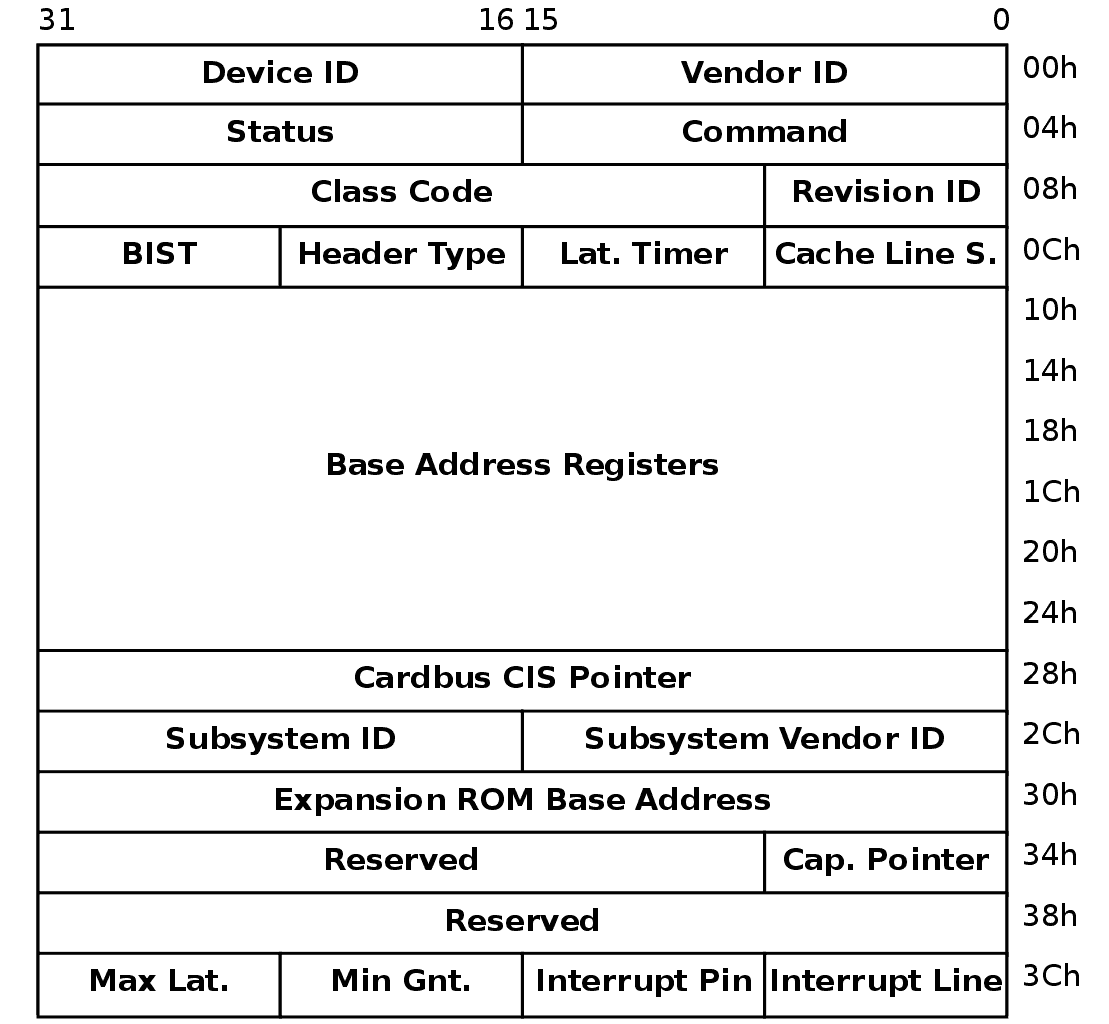 31 16 15 0
Device ID Vendor ID 00h
Status Command 04h
Class Code Revision ID 08h
BIST Header Type Lat. Timer Cache Line S. 0Ch
10h
14h
18h
Base Address Registers
1Ch
20h
24h
Cardbus CIS Pointer 28h
Subsystem ID Subsystem Vendor ID 2Ch
Expansion ROM Base Address 30h
Reserved Cap. Pointer 34h
Reserved 38h
Max Lat. Min Gnt. Interrupt Pin Interrupt Line 3Ch